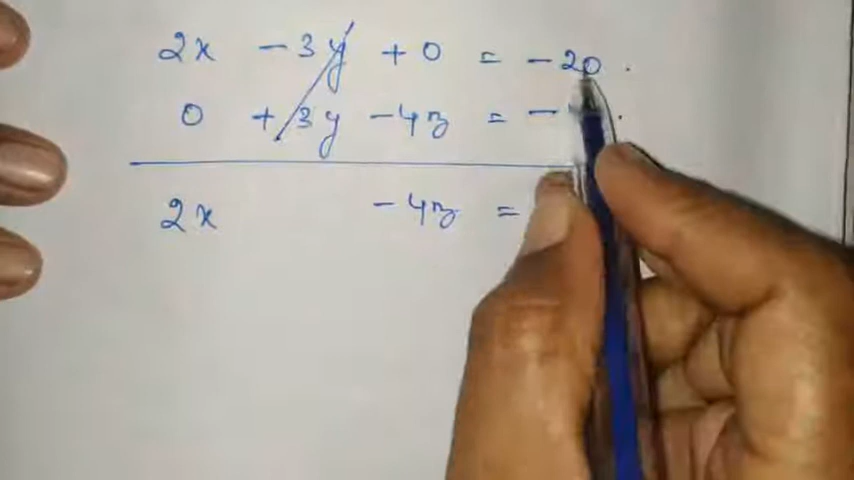 2x - 3y + 0 = - 20 .
0 + 3y - 4z = - .
2x - 4z =